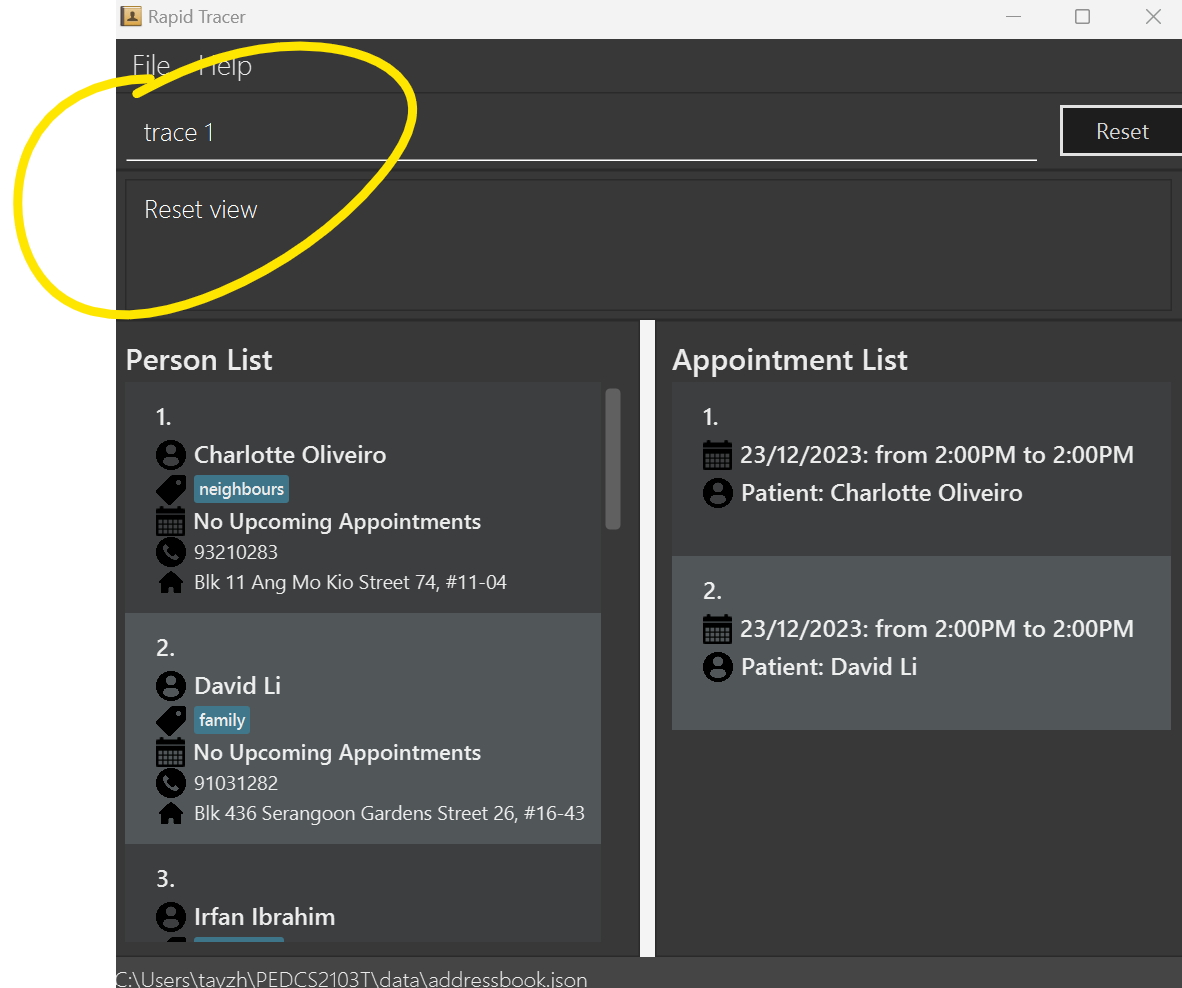 Rapid Tracer
File Help
trace 1
Reset
Reset view
Person List
1.
Charlotte Oliveiro
neighbours
No Upcoming Appointments
93210283
Blk 11 Ang Mo Kio Street 74, #11-04
2.
David Li
family
No Upcoming Appointments
91031282
Blk 436 Serangoon Gardens Street 26, #16-43
3.
Irfan Ibrahim
Appointment List
1.
23/12/2023: from 2:00PM to 2:00PM
Patient: Charlotte Oliveiro
2.
23/12/2023: from 2:00PM to 2:00PM
Patient: David Li
C:\Users\tayzh\PEDCS2103T\data\addressbook.json